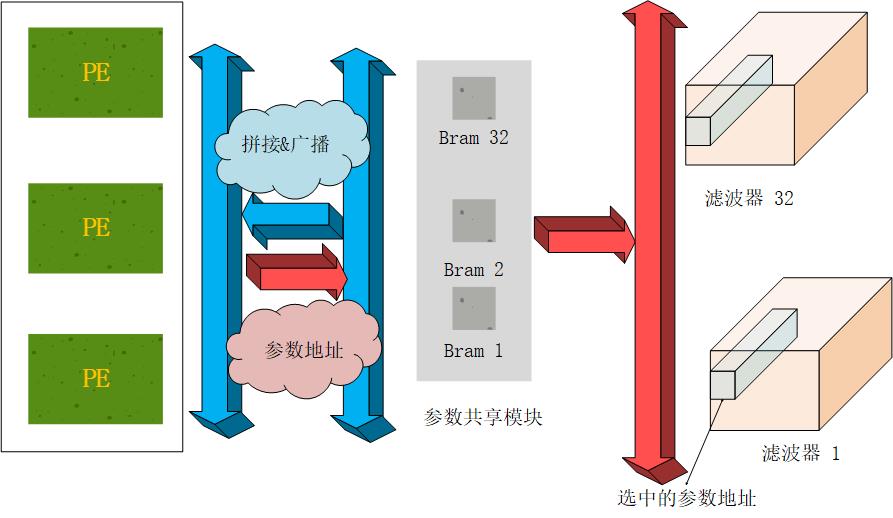 PE
PE
PE
拼接&广播
参数地址
Bram 32
Bram 2
Bram 1
参数共享模块
滤波器 32
滤波器 1
选中的参数地址